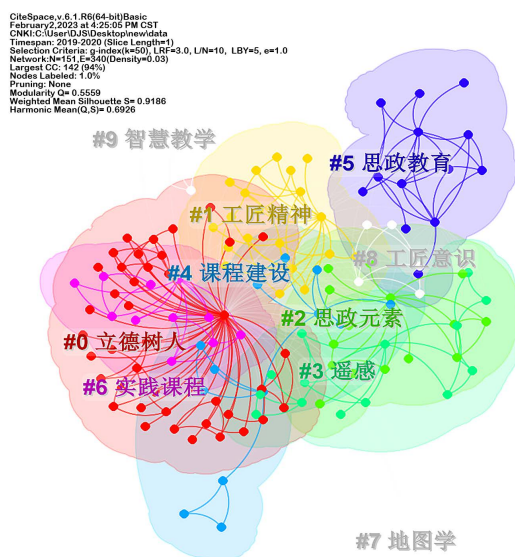 CiteSpace,v.6.1.R6(64-bit)Basic
February2,2023 at 4:25:05 PM CST
CNKI:C:\User\DJS\Desktop\new\data
Timespan: 2019-2020 (Slice Length=1)
Selection Criteria: g-index(k=50), LRF=3.0, L/N=10, LBY=5, e=1.0
Network:N=151,E=340(Density=0.03)
Largest CC: 142 (94%)
Nodes Labeled: 1.0%
Pruning: None
Modularity Q= 0.5559
Weighted Mean Silhouette S= 0.9186
Harmonic Mean(Q,S)= 0.6926
#9 智慧教学
#5 思政教育
#1 工匠精神
#8 工匠意识
#4 课程建设
#2 思政元素
#0 立德树人
#3 遥感
#6 实践课程
#7 地图学